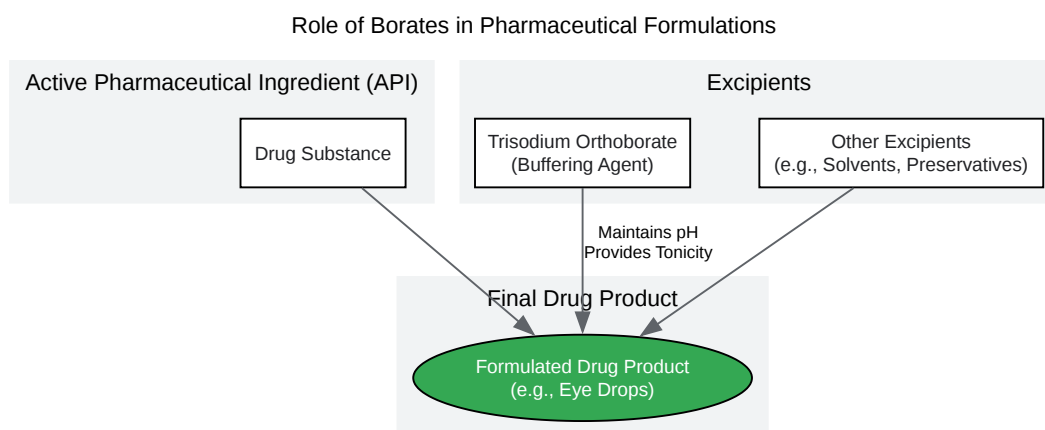 Role of Borates in Pharmaceutical Formulations
Active Pharmaceutical Ingredient (API)
Excipients
Drug Substance
Trisodium Orthoborate
(Buffering Agent)
Other Excipients
(e.g., Solvents, Preservatives)
Maintains pH
Provides Tonicity
Final Drug Product
Formulated Drug Product
(e.g., Eye Drops)